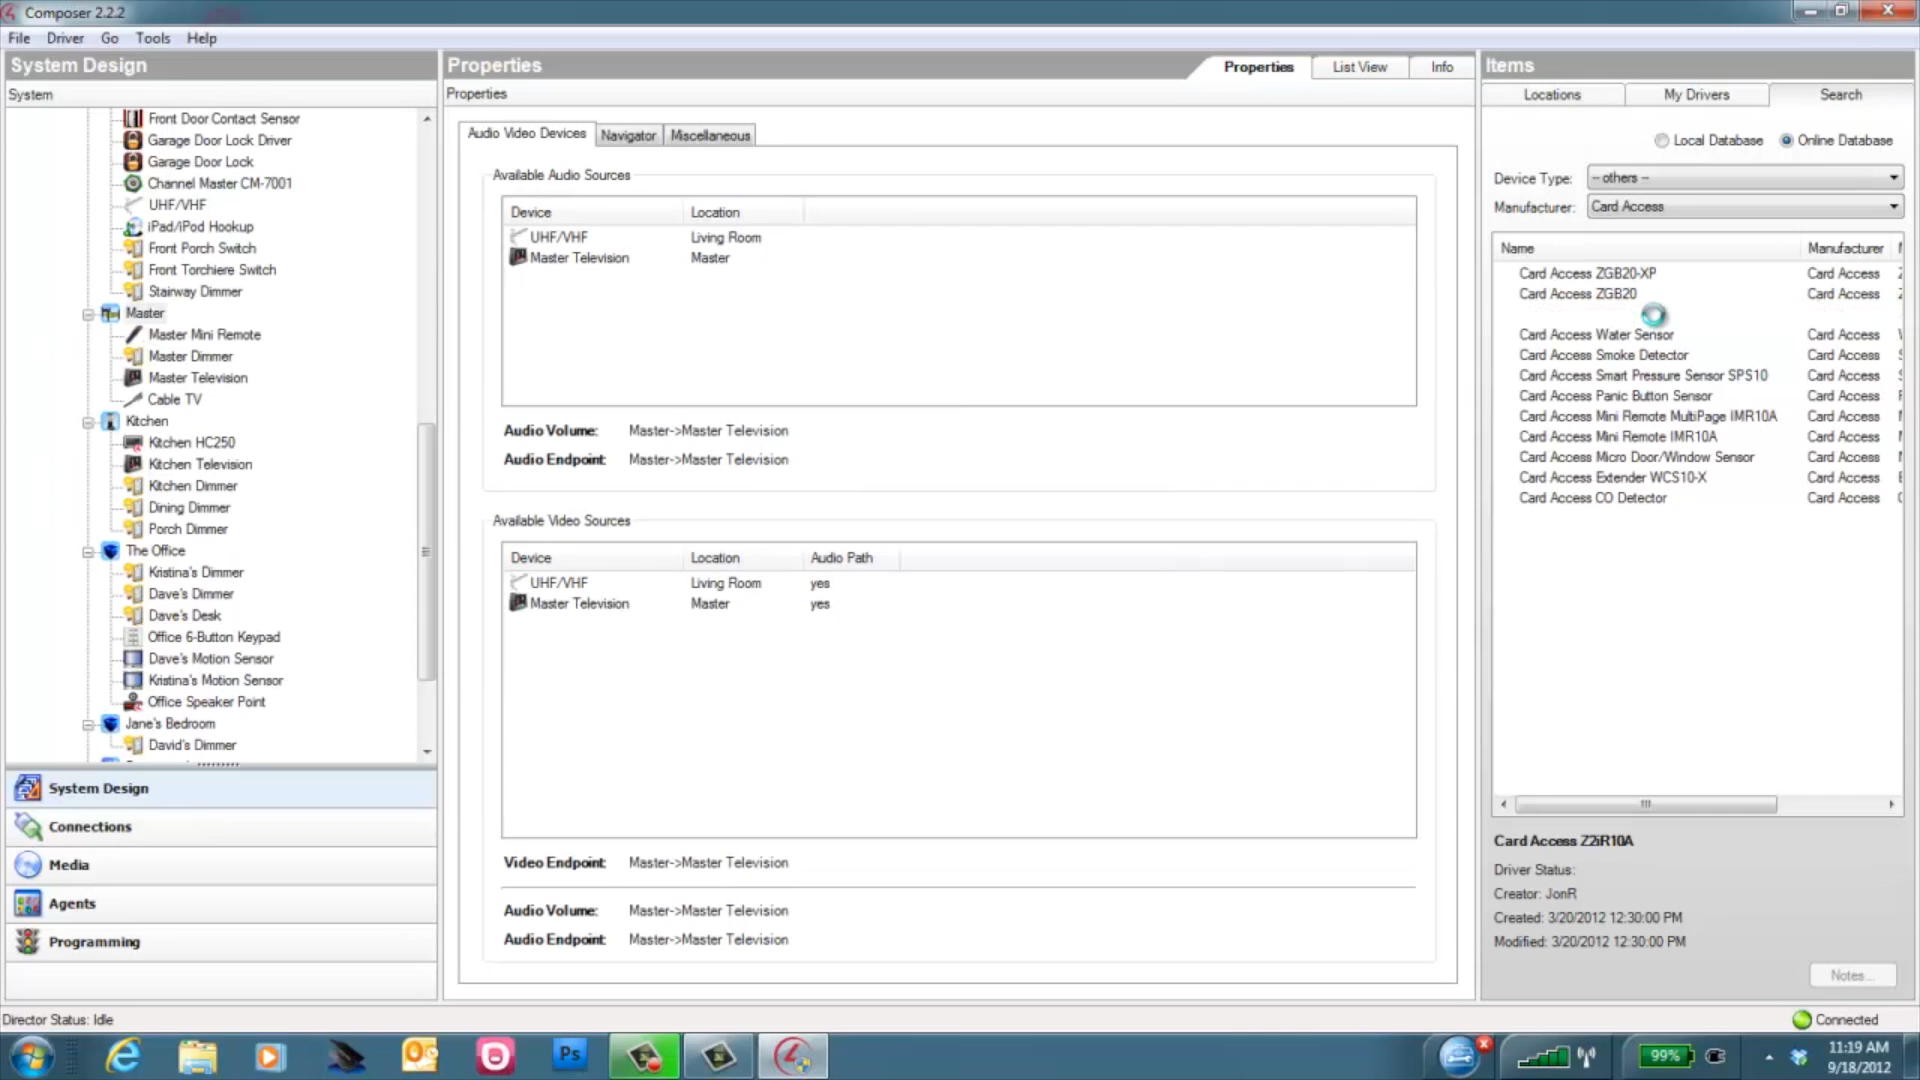 Composer 2.2.2
File Driver Go Tools Help
System Design
System
Front Door Contact Sensor
Garage Door Lock Driver
Garage Door Lock
Channel Master CM-7001
UHF/VHF
iPad/iPod Hookup
Front Porch Switch
Front Torchiere Switch
Stairway Dimmer
Master
Master Mini Remote
Master Dimmer
Master Television
Cable TV
Kitchen
Kitchen HC250
Kitchen Television
Kitchen Dimmer
Dining Dimmer
Porch Dimmer
The Office
Kristina's Dimmer
Dave's Dimmer
Dave's Desk
Office 6-Button Keypad
Dave's Motion Sensor
Kristina's Motion Sensor
Office Speaker Point
Jane's Bedroom
David's Dimmer
System Design
Connections
Media
Agents
Programming
Properties
Properties List View Info
Properties
Audio Video Devices Navigator Miscellaneous
Available Audio Sources
Device Location
UHF/VHF Living Room
Master Television Master
Audio Volume: Master->Master Television
Audio Endpoint: Master->Master Television
Available Video Sources
Device Location Audio Path
UHF/VHF Living Room yes
Master Television Master yes
Video Endpoint: Master->Master Television
Audio Volume: Master->Master Television
Audio Endpoint: Master->Master Television
Items
Locations My Drivers Search
Local Database Online Database
Device Type: -- others --
Manufacturer: Card Access
Name Manufacturer
Card Access ZGB20-XP Card Access
Card Access ZGB20 Card Access
Card Access Water Sensor Card Access
Card Access Smoke Detector Card Access
Card Access Smart Pressure Sensor SPS10 Card Access
Card Access Panic Button Sensor Card Access
Card Access Mini Remote MultiPage IMR10A Card Access
Card Access Mini Remote IMR10A Card Access
Card Access Micro Door/Window Sensor Card Access
Card Access Extender WCS10-X Card Access
Card Access CO Detector Card Access
Card Access Z2iR10A
Driver Status:
Creator: JonR
Created: 3/20/2012 12:30:00 PM
Modified: 3/20/2012 12:30:00 PM
Notes...
Director Status: Idle
Connected
Ps
99%
11:19 AM
9/18/2012